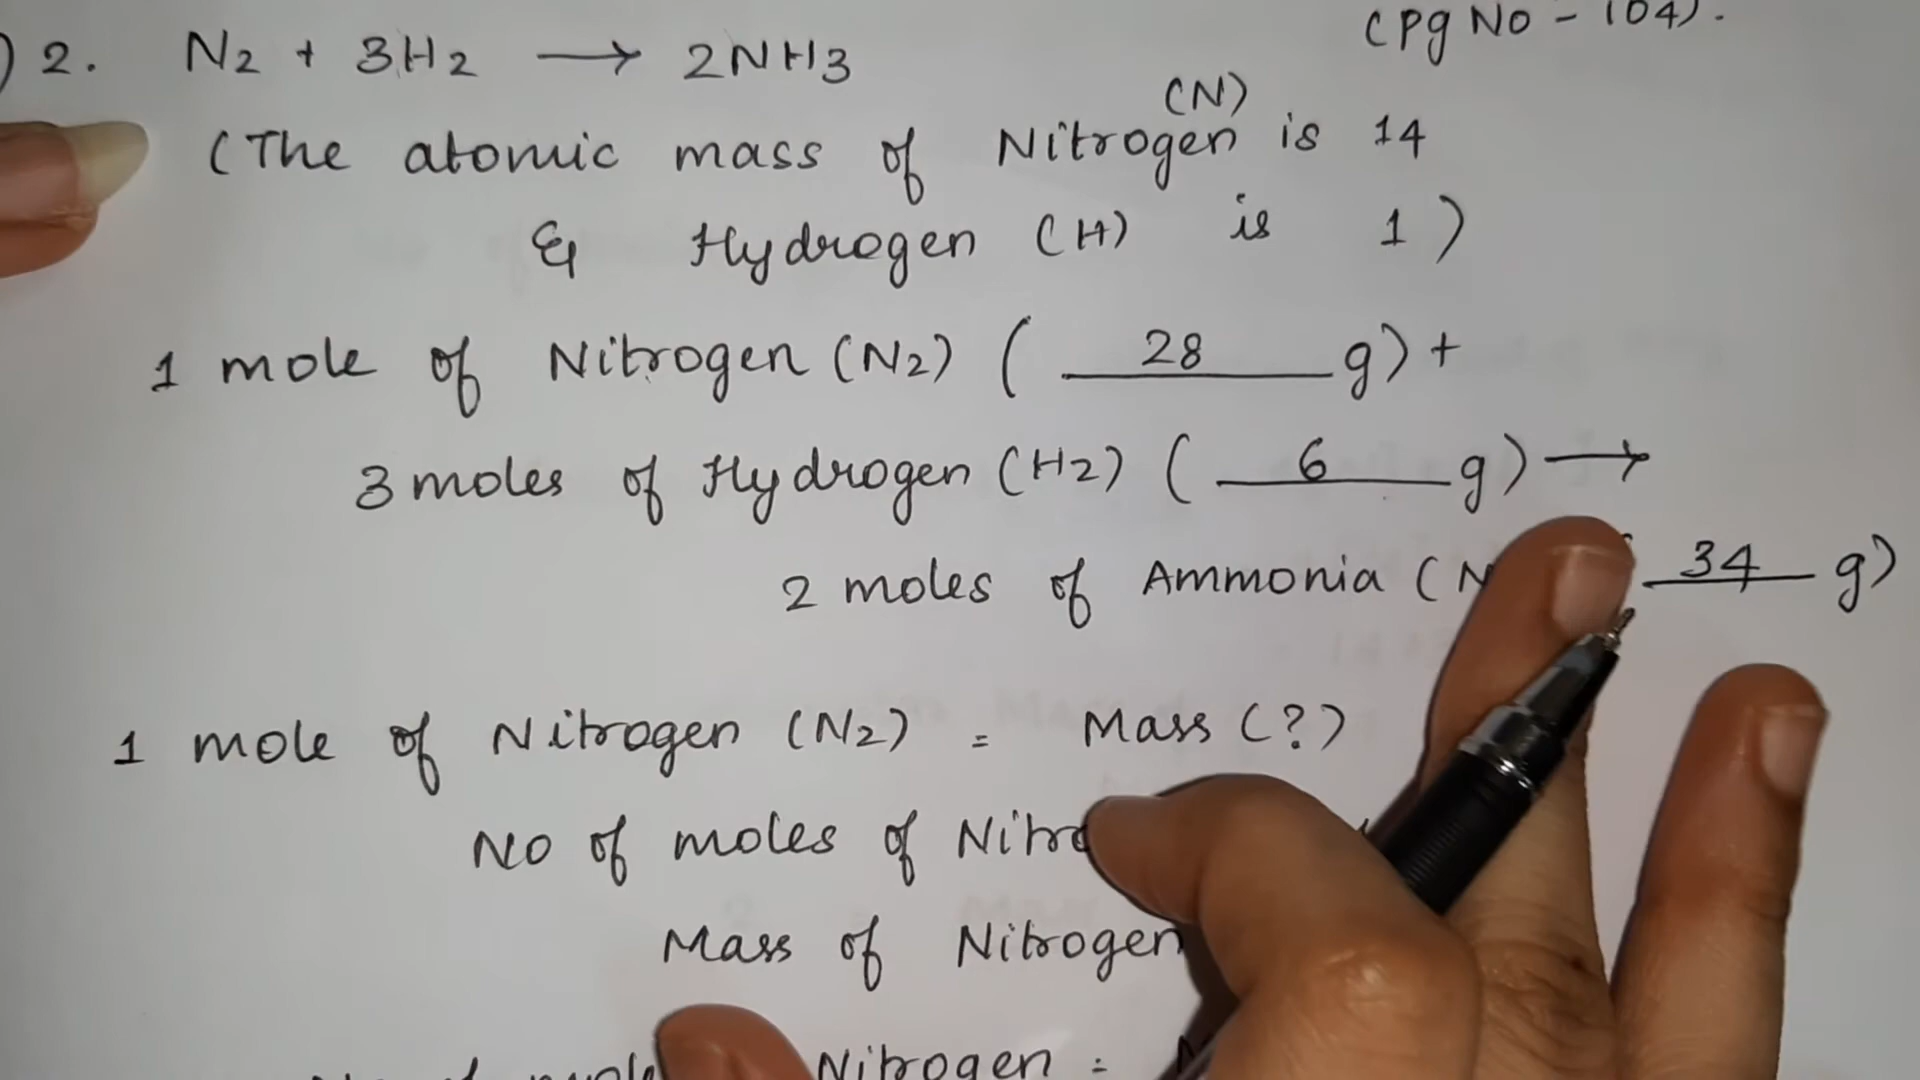 (Pg No - 104).
) 2. N2 + 3H2 → 2NH3
(N)
(The atomic mass of Nitrogen is 14
& Hydrogen (H) is 1)
1 mole of Nitrogen (N2) ( 28 g) +
3 moles of Hydrogen (H2) ( 6 g) →
2 moles of Ammonia (N 34 g)
1 mole of Nitrogen (N2) = Mass (?)
No of moles of Nitro
Mass of Nitrogen
Nitrogen =